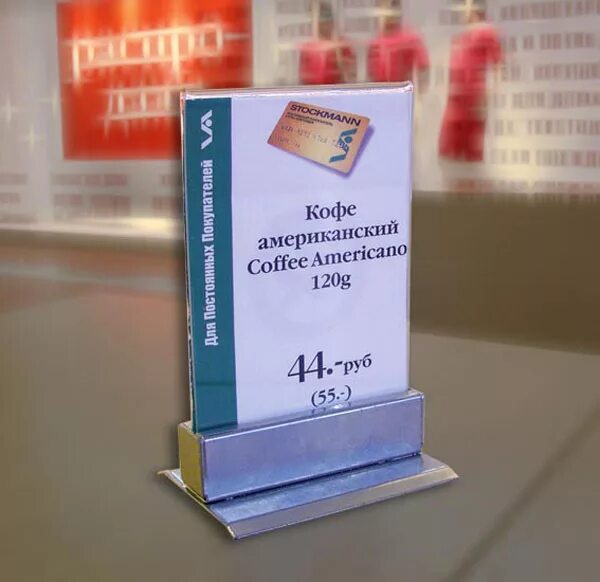 Для Постоянных Покупателей
STOCKMANN
Кофе
американский
Coffee Americano
120g
44.-руб
(55.-)